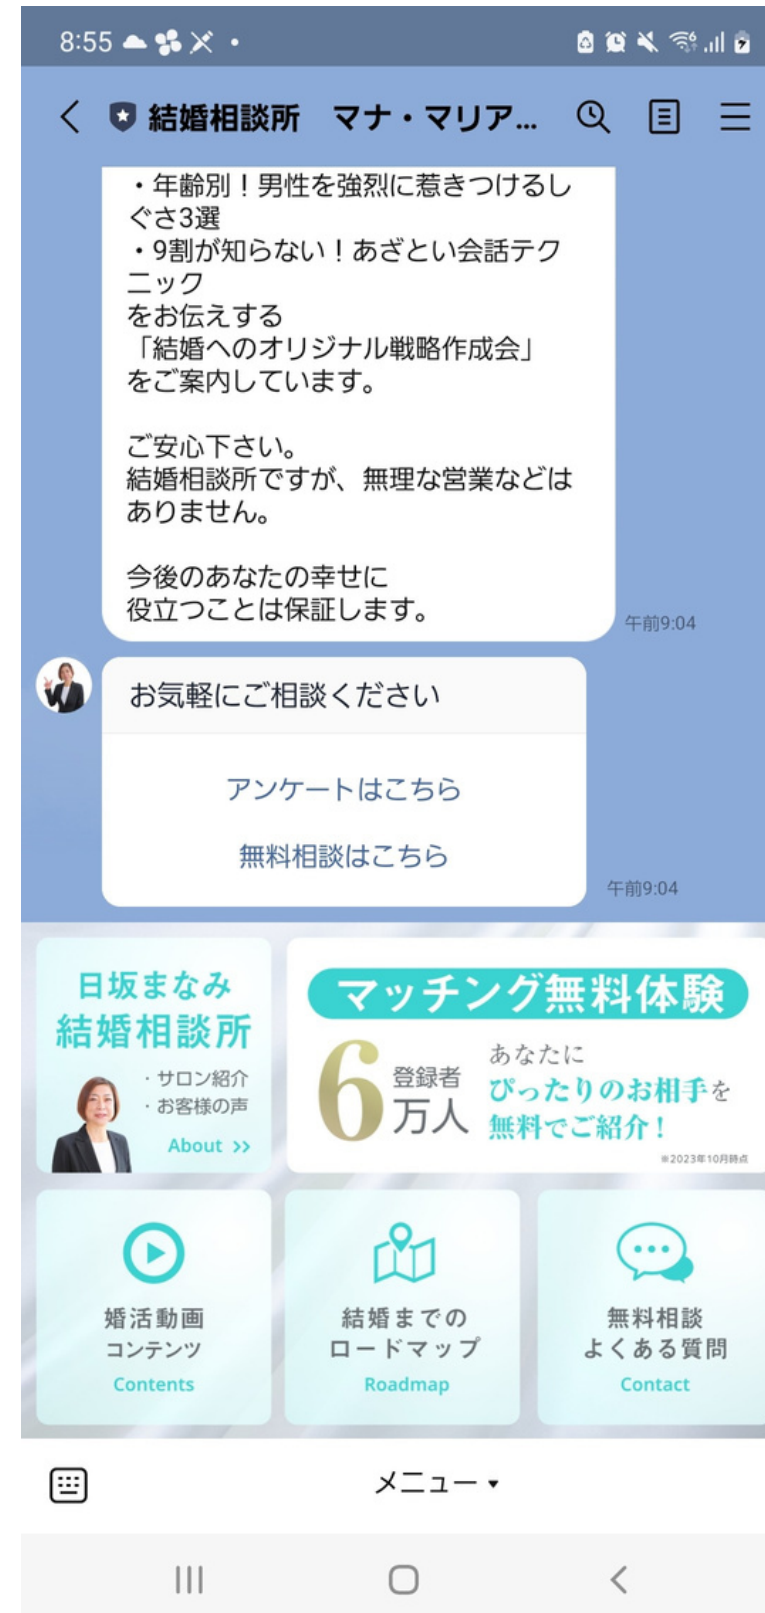 8:55
結婚相談所　マナ・マリア...
・年齢別！男性を強烈に惹きつけるし
ぐさ3選
・9割が知らない！あざとい会話テク
ニック
をお伝えする
「結婚へのオリジナル戦略作成会」
をご案内しています。
ご安心下さい。
結婚相談所ですが、無理な営業などは
ありません。
今後のあなたの幸せに
役立つことは保証します。
午前9:04
お気軽にご相談ください
アンケートはこちら
無料相談はこちら
午前9:04
日坂まなみ
結婚相談所
・サロン紹介
・お客様の声
About >>
マッチング無料体験
6
登録者
万人
あなたに
ぴったりのお相手を
無料でご紹介！
※2023年10月時点
婚活動画
コンテンツ
Contents
結婚までの
ロードマップ
Roadmap
無料相談
よくある質問
Contact
メニュー ▾